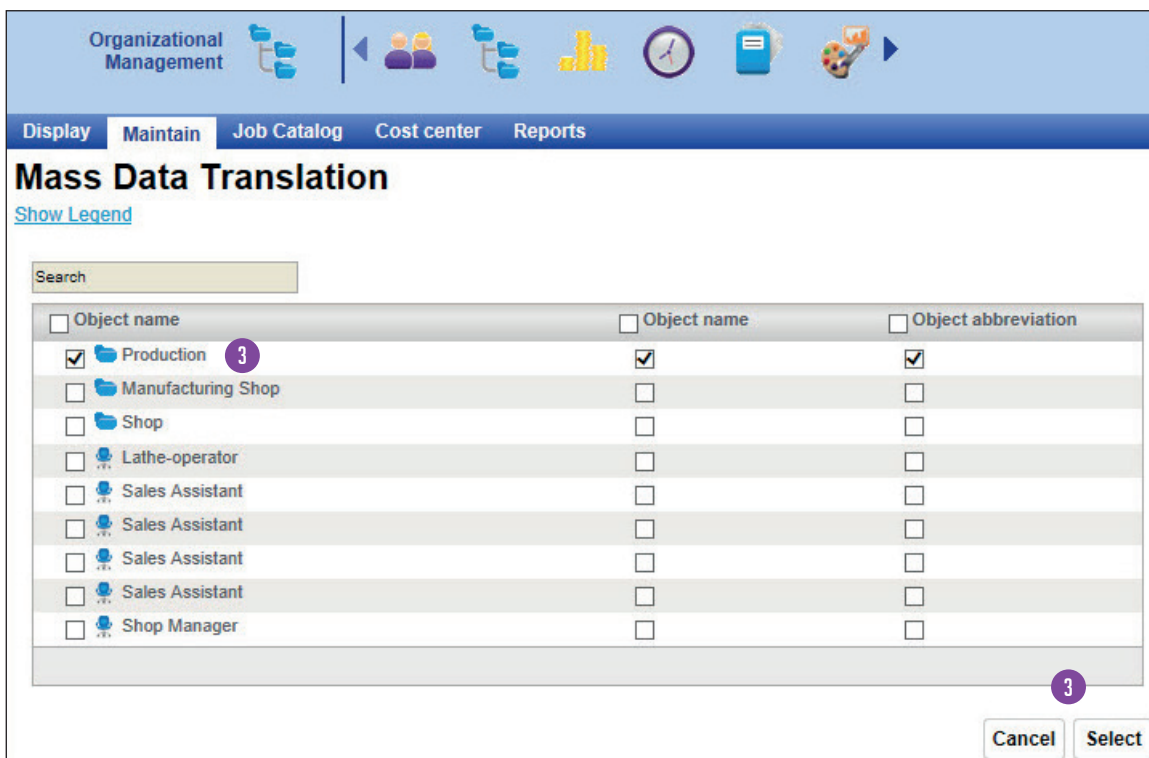 Organizational
Management
Display Maintain Job Catalog Cost center Reports
Mass Data Translation
Show Legend
Search
Object name Object name Object abbreviation
Production 3
Manufacturing Shop
Shop
Lathe-operator
Sales Assistant
Sales Assistant
Sales Assistant
Sales Assistant
Shop Manager
3
Cancel Select